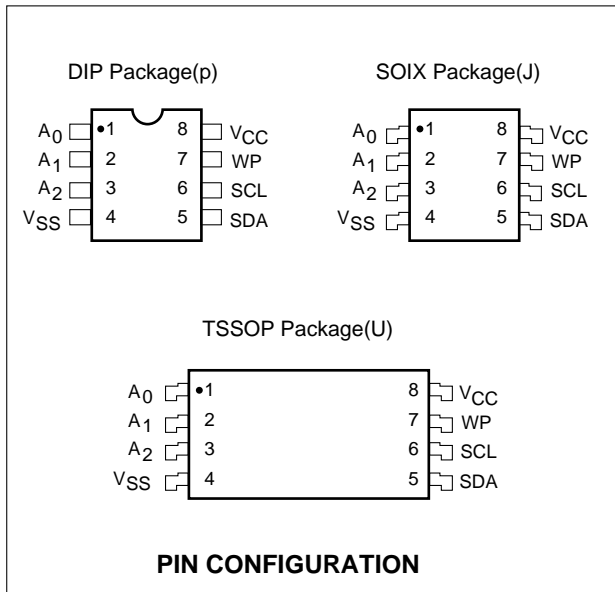 DIP Package(p)
A0 1 8 VCC
A1 2 7 WP
A2 3 6 SCL
VSS 4 5 SDA
SOIX Package(J)
A0 1 8 VCC
A1 2 7 WP
A2 3 6 SCL
VSS 4 5 SDA
TSSOP Package(U)
A0 1 8 VCC
A1 2 7 WP
A2 3 6 SCL
VSS 4 5 SDA
PIN CONFIGURATION